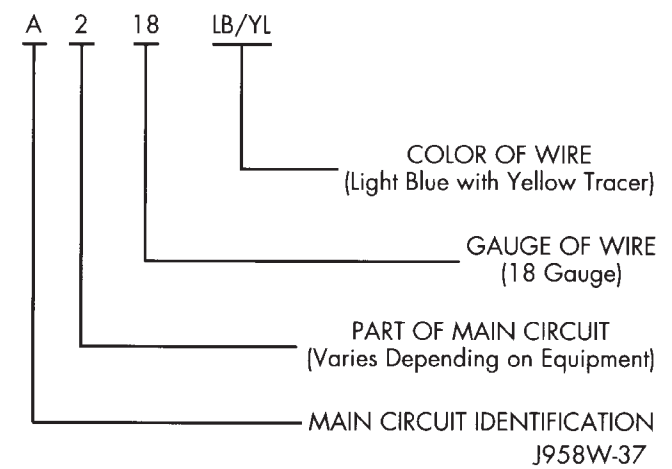 A 2 18 LB/YL
COLOR OF WIRE
(Light Blue with Yellow Tracer)
GAUGE OF WIRE
(18 Gauge)
PART OF MAIN CIRCUIT
(Varies Depending on Equipment)
MAIN CIRCUIT IDENTIFICATION
J958W-37